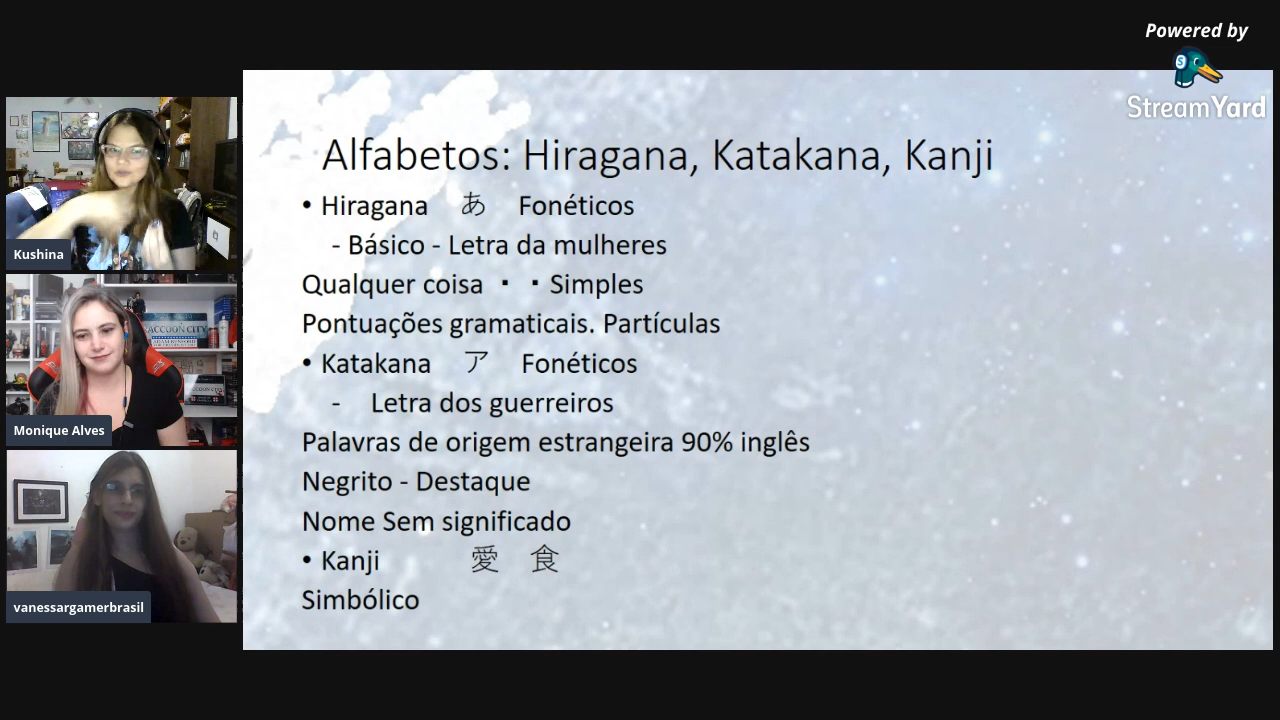 Powered by
StreamYard
Alfabetos: Hiragana, Katakana, Kanji
• Hiragana あ Fonéticos
- Básico - Letra da mulheres
Qualquer coisa ・ ・ Simples
Pontuações gramaticais. Partículas
• Katakana ア Fonéticos
- Letra dos guerreiros
Palavras de origem estrangeira 90% inglês
Negrito - Destaque
Nome Sem significado
• Kanji 愛 食
Simbólico
Kushina
RACCOON CITY
Monique Alves
vanessargamerbrasil